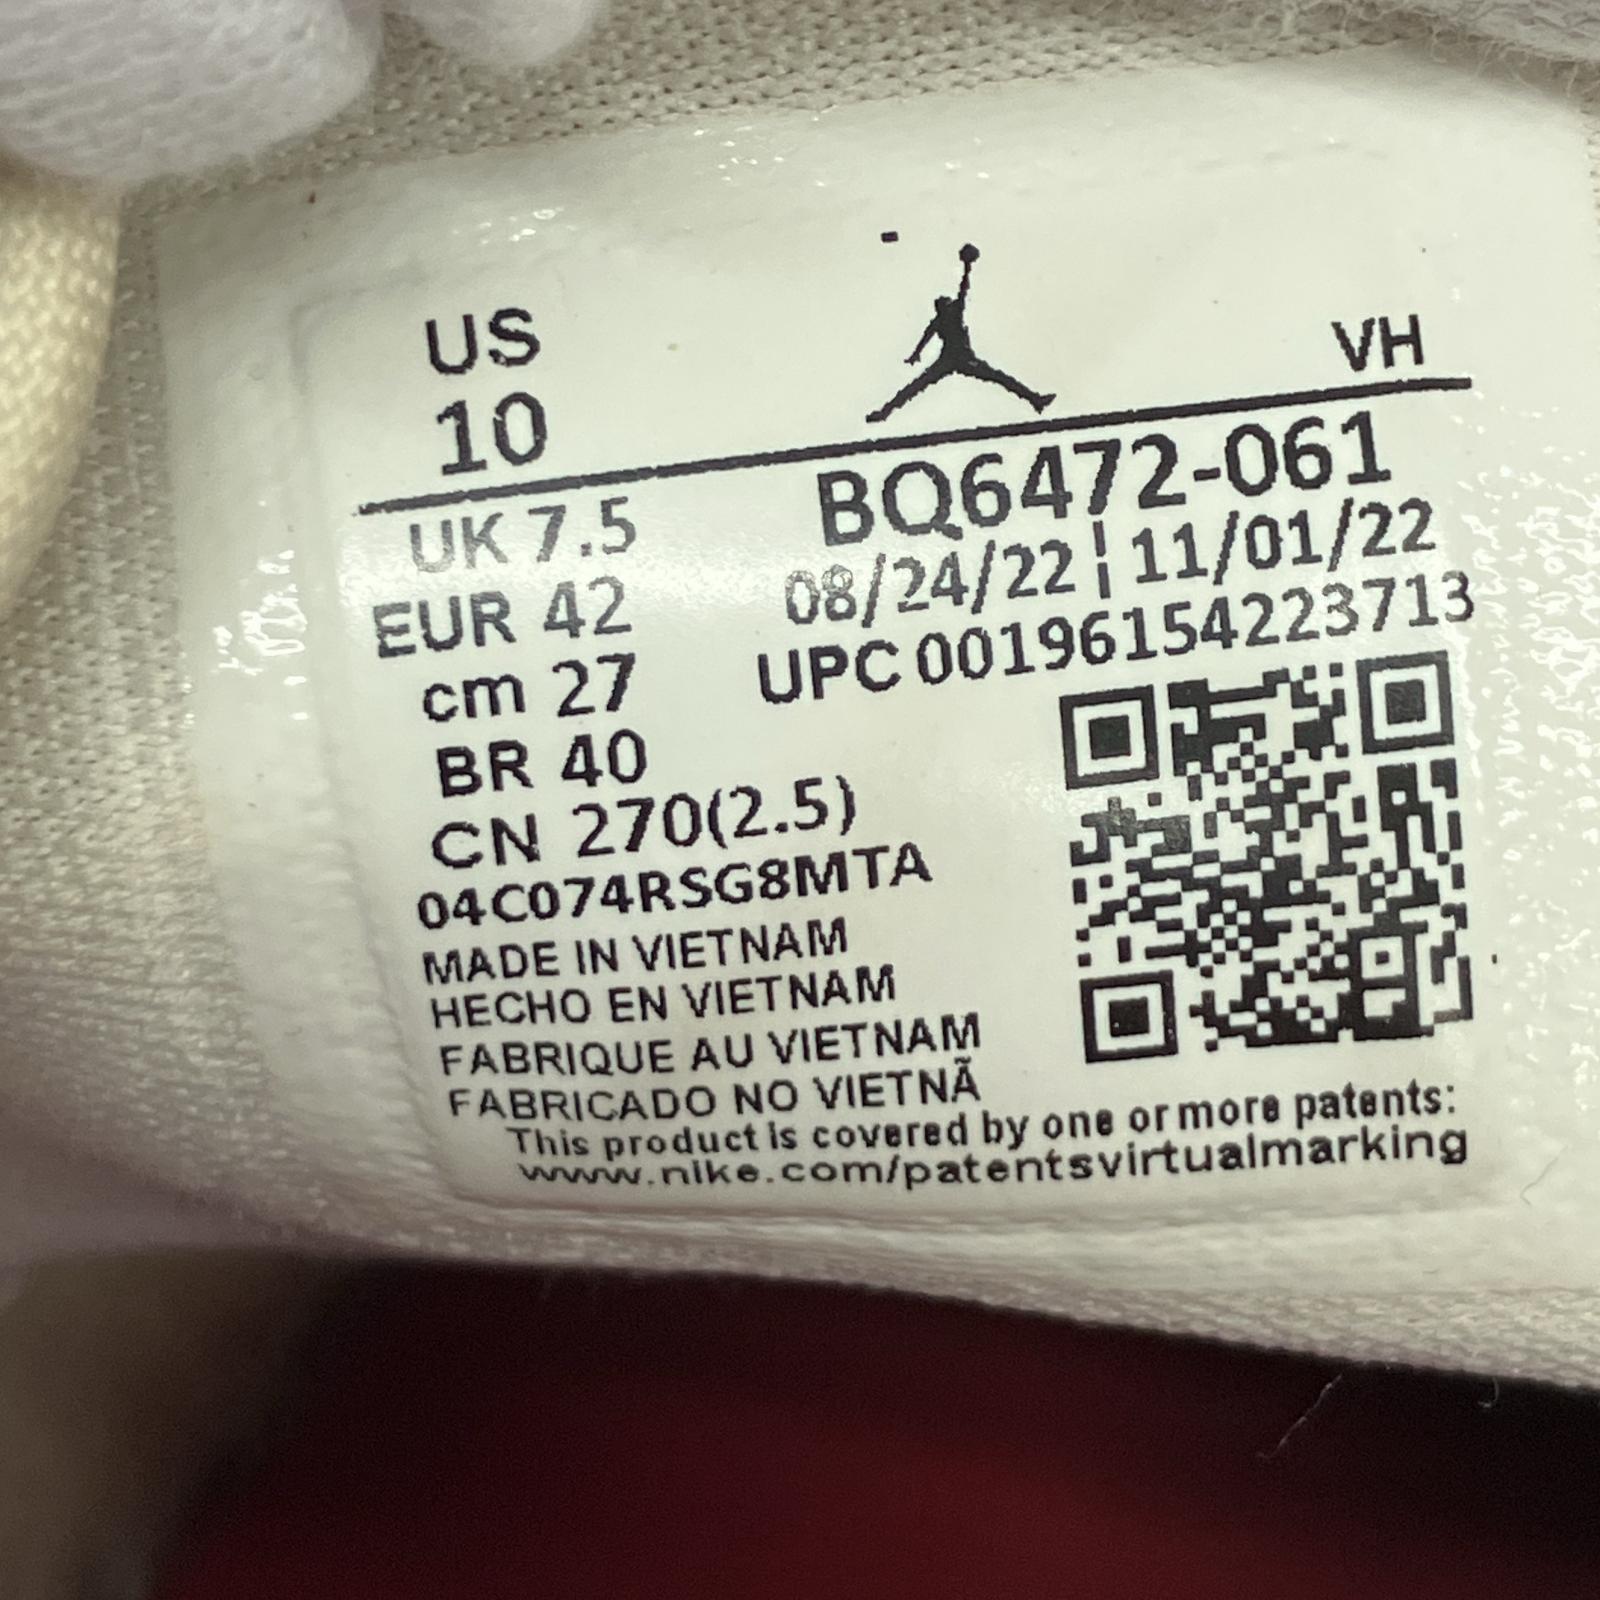 US
10
VH
BQ6472-061
UK 7.5
08/24/22 ¦ 11/01/22
EUR 42
UPC 00196154223713
cm 27
BR 40
CN 270(2.5)
04C074RSG8MTA
MADE IN VIETNAM
HECHO EN VIETNAM
FABRIQUE AU VIETNAM
FABRICADO NO VIETNÃ
This product is covered by one or more patents:
www.nike.com/patentsvirtualmarking